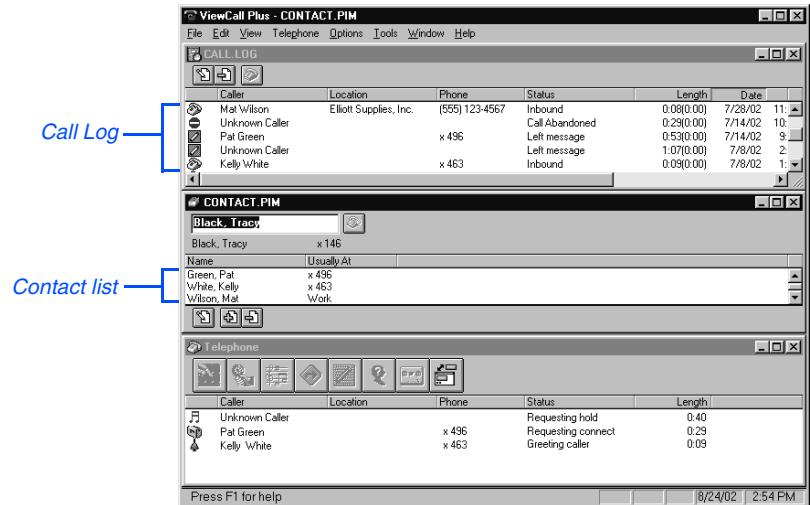 ViewCall Plus - CONTACT.PIM
File Edit View Telephone Options Tools Window Help
CALL.LOG
Caller Location Phone Status Length Date
Call Log
Mat Wilson Elliott Supplies, Inc. (555) 123-4567 Inbound 0:08(0:00) 7/28/02 11:
Unknown Caller Call Abandoned 0:29(0:00) 7/14/02 10:
Pat Green x 496 Left message 0:53(0:00) 7/14/02 9:
Unknown Caller Left message 1:07(0:00) 7/8/02 2:
Kelly White x 463 Inbound 0:09(0:00) 7/8/02 1:
CONTACT.PIM
Black, Tracy
Black, Tracy x 146
Name Usually At
Contact list
Green, Pat x 496
White, Kelly x 463
Wilson, Mat Work
Telephone
Caller Location Phone Status Length
Unknown Caller Requesting hold 0:40
Pat Green x 496 Requesting connect 0:29
Kelly White x 463 Greeting caller 0:09
Press F1 for help 8/24/02 2:54 PM